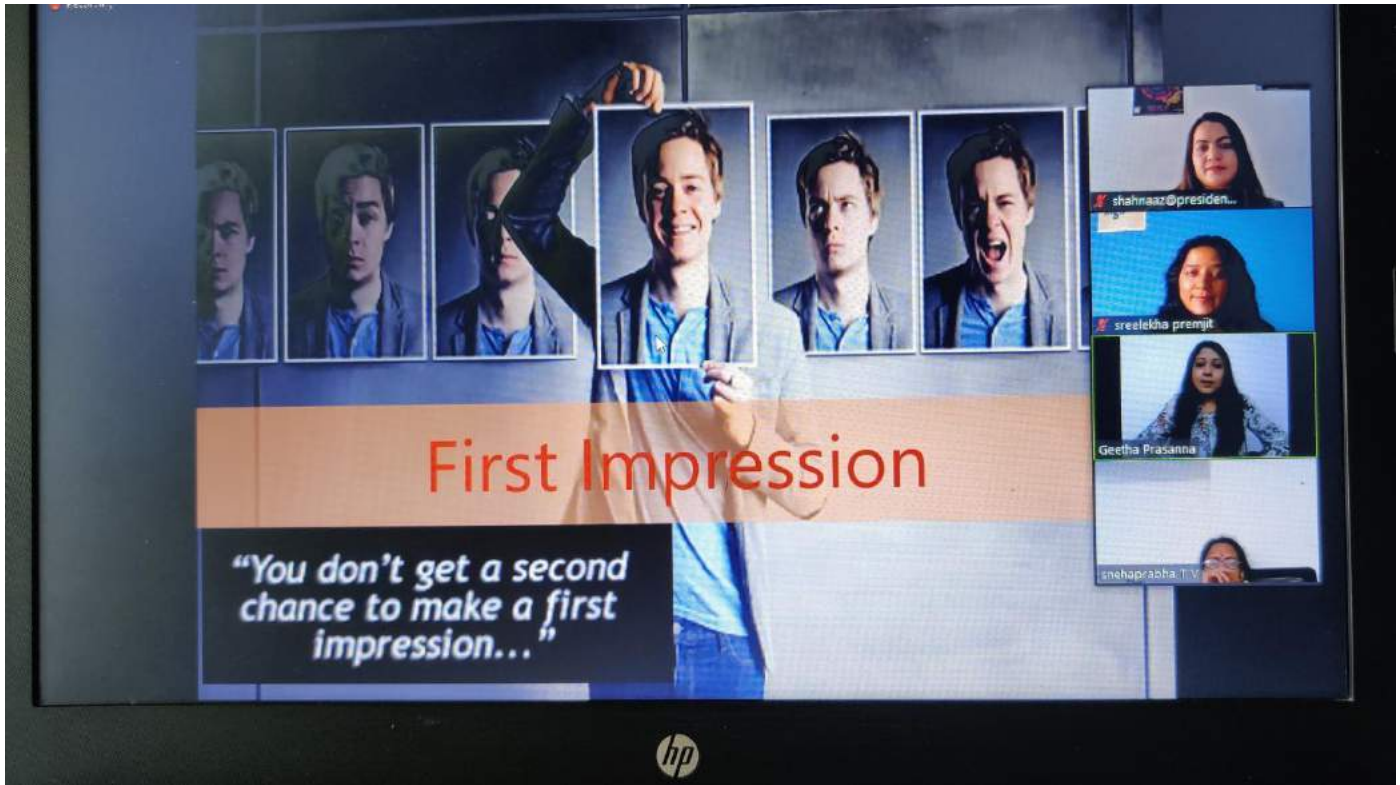 First Impression
“You don’t get a second
chance to make a first
impression...”
shahnaaz@presiden...
sreelekha premjit
Geetha Prasanna
snehaprabha T V
hp